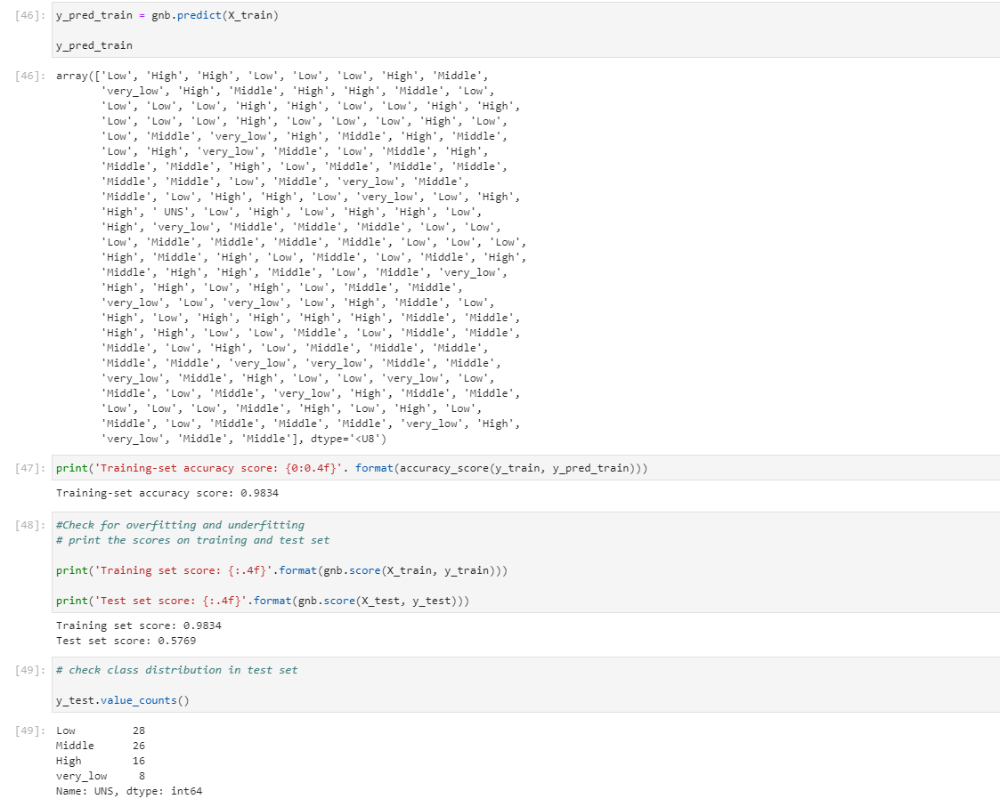 [46]: y_pred_train = gnb.predict(X_train)
y_pred_train
[46]: array(['Low', 'High', 'High', 'Low', 'Low', 'Low', 'High', 'Middle',
'very_low', 'High', 'Middle', 'High', 'High', 'Middle', 'Low',
'Low', 'Low', 'Low', 'High', 'High', 'Low', 'Low', 'High', 'High',
'Low', 'Low', 'Low', 'High', 'Low', 'Low', 'Low', 'High', 'Low',
'Low', 'Middle', 'very_low', 'High', 'Middle', 'High', 'Middle',
'Low', 'High', 'very_low', 'Middle', 'Low', 'Middle', 'High',
'Middle', 'Middle', 'High', 'Low', 'Middle', 'Middle', 'Middle',
'Middle', 'Middle', 'Low', 'Middle', 'very_low', 'Middle',
'Middle', 'Low', 'High', 'High', 'Low', 'very_low', 'Low', 'High',
'High', ' UNS', 'Low', 'High', 'Low', 'High', 'High', 'Low',
'High', 'very_low', 'Middle', 'Middle', 'Middle', 'Low', 'Low',
'Low', 'Middle', 'Middle', 'Middle', 'Middle', 'Low', 'Low', 'Low',
'High', 'Middle', 'High', 'Low', 'Middle', 'Low', 'Middle', 'High',
'Middle', 'High', 'High', 'Middle', 'Low', 'Middle', 'very_low',
'High', 'High', 'Low', 'High', 'Low', 'Middle', 'Middle',
'very_low', 'Low', 'very_low', 'Low', 'High', 'Middle', 'Low',
'High', 'Low', 'High', 'High', 'High', 'High', 'Middle', 'Middle',
'High', 'High', 'Low', 'Low', 'Middle', 'Low', 'Middle', 'Middle',
'Middle', 'Low', 'High', 'Low', 'Middle', 'Middle', 'Middle',
'Middle', 'Middle', 'very_low', 'very_low', 'Middle', 'Middle',
'very_low', 'Middle', 'High', 'Low', 'Low', 'very_low', 'Low',
'Middle', 'Low', 'Middle', 'very_low', 'High', 'Middle', 'Middle',
'Low', 'Low', 'Low', 'Middle', 'High', 'Low', 'High', 'Low',
'Middle', 'Low', 'Middle', 'Middle', 'Middle', 'very_low', 'High',
'very_low', 'Middle', 'Middle'], dtype='<U8')
[47]: print('Training-set accuracy score: {0:0.4f}'. format(accuracy_score(y_train, y_pred_train)))
Training-set accuracy score: 0.9834
[48]: #Check for overfitting and underfitting
# print the scores on training and test set
print('Training set score: {:.4f}'.format(gnb.score(X_train, y_train)))
print('Test set score: {:.4f}'.format(gnb.score(X_test, y_test)))
Training set score: 0.9834
Test set score: 0.5769
[49]: # check class distribution in test set
y_test.value_counts()
[49]: Low 28
Middle 26
High 16
very_low 8
Name: UNS, dtype: int64